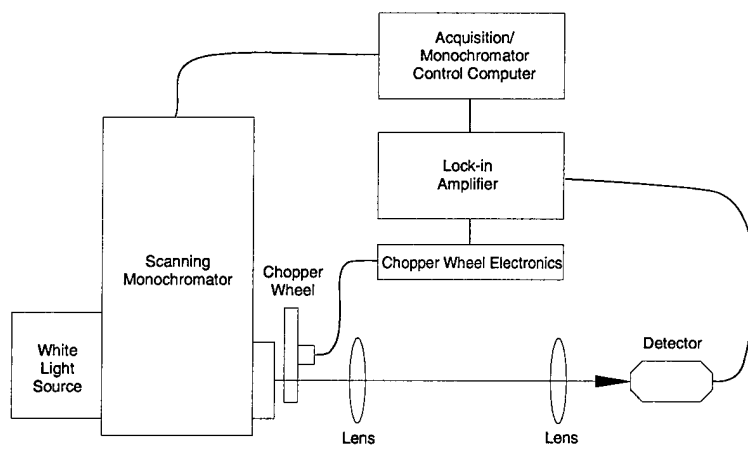 Acquisition/
Monochromator
Control Computer
Lock-in
Amplifier
Chopper Wheel Electronics
Scanning
Monochromator
Chopper
Wheel
White
Light
Source
Detector
Lens
Lens